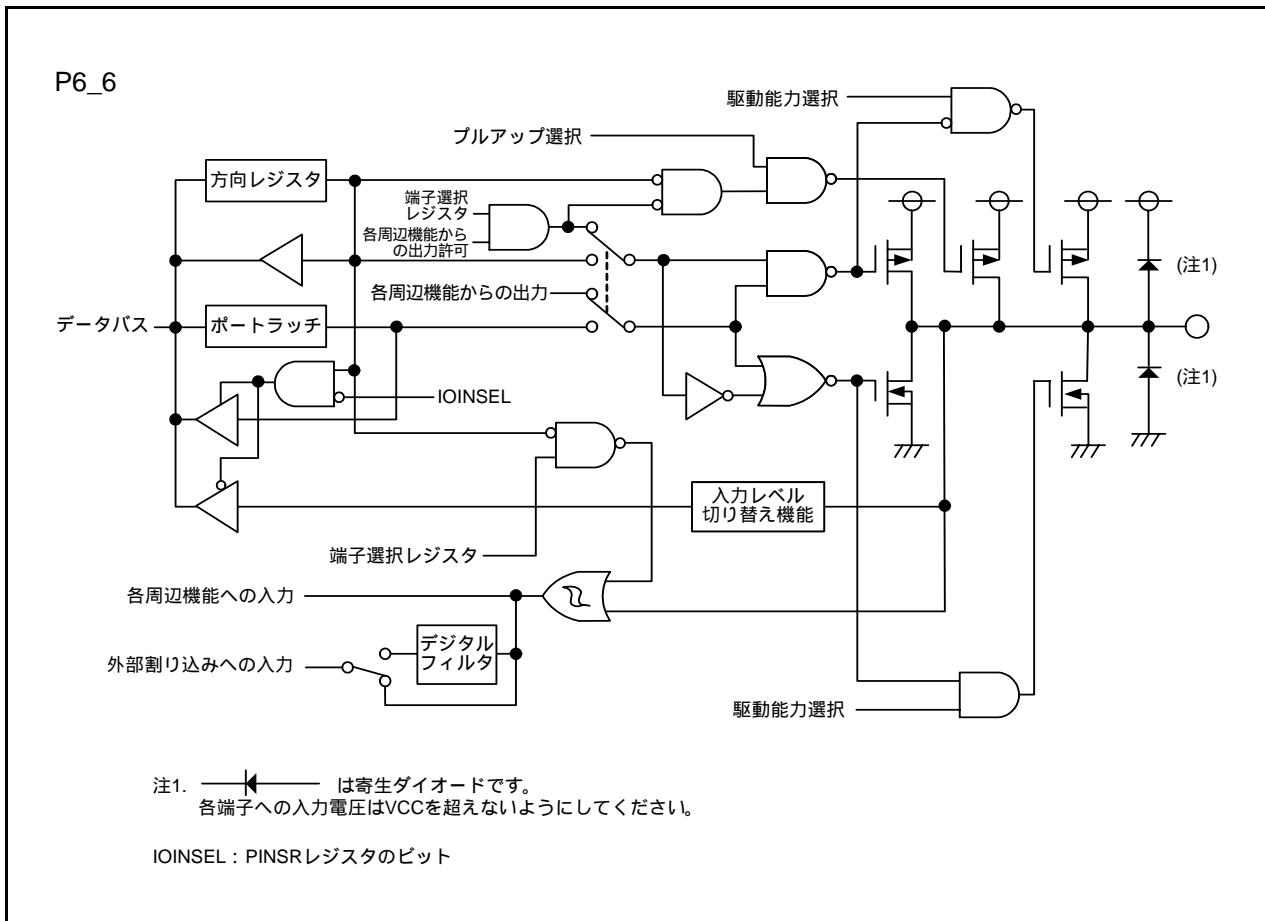 P6_6
駆動能力選択
プルアップ選択
方向レジスタ
端子選択
レジスタ
各周辺機能から
の出力許可
(注1)
各周辺機能からの出力
データバス
ポートラッチ
(注1)
IOINSEL
入力レベル
切り替え機能
端子選択レジスタ
各周辺機能への入力
デジタル
フィルタ
外部割り込みへの入力
駆動能力選択
注1. は寄生ダイオードです。
各端子への入力電圧はVCCを超えないようにしてください。
IOINSEL : PINSRレジスタのビット